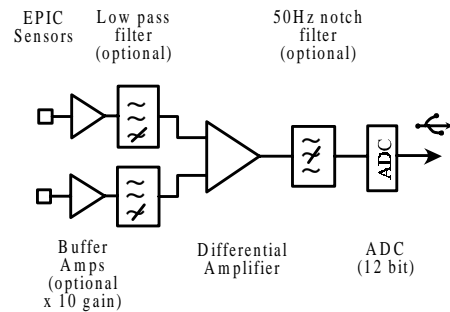 EPIC
Sensors
Low pass
filter
(optional)
50Hz notch
filter
(optional)
ADC
Buffer
Amps
(optional
x 10 gain)
Differential
Amplifier
ADC
(12 bit)